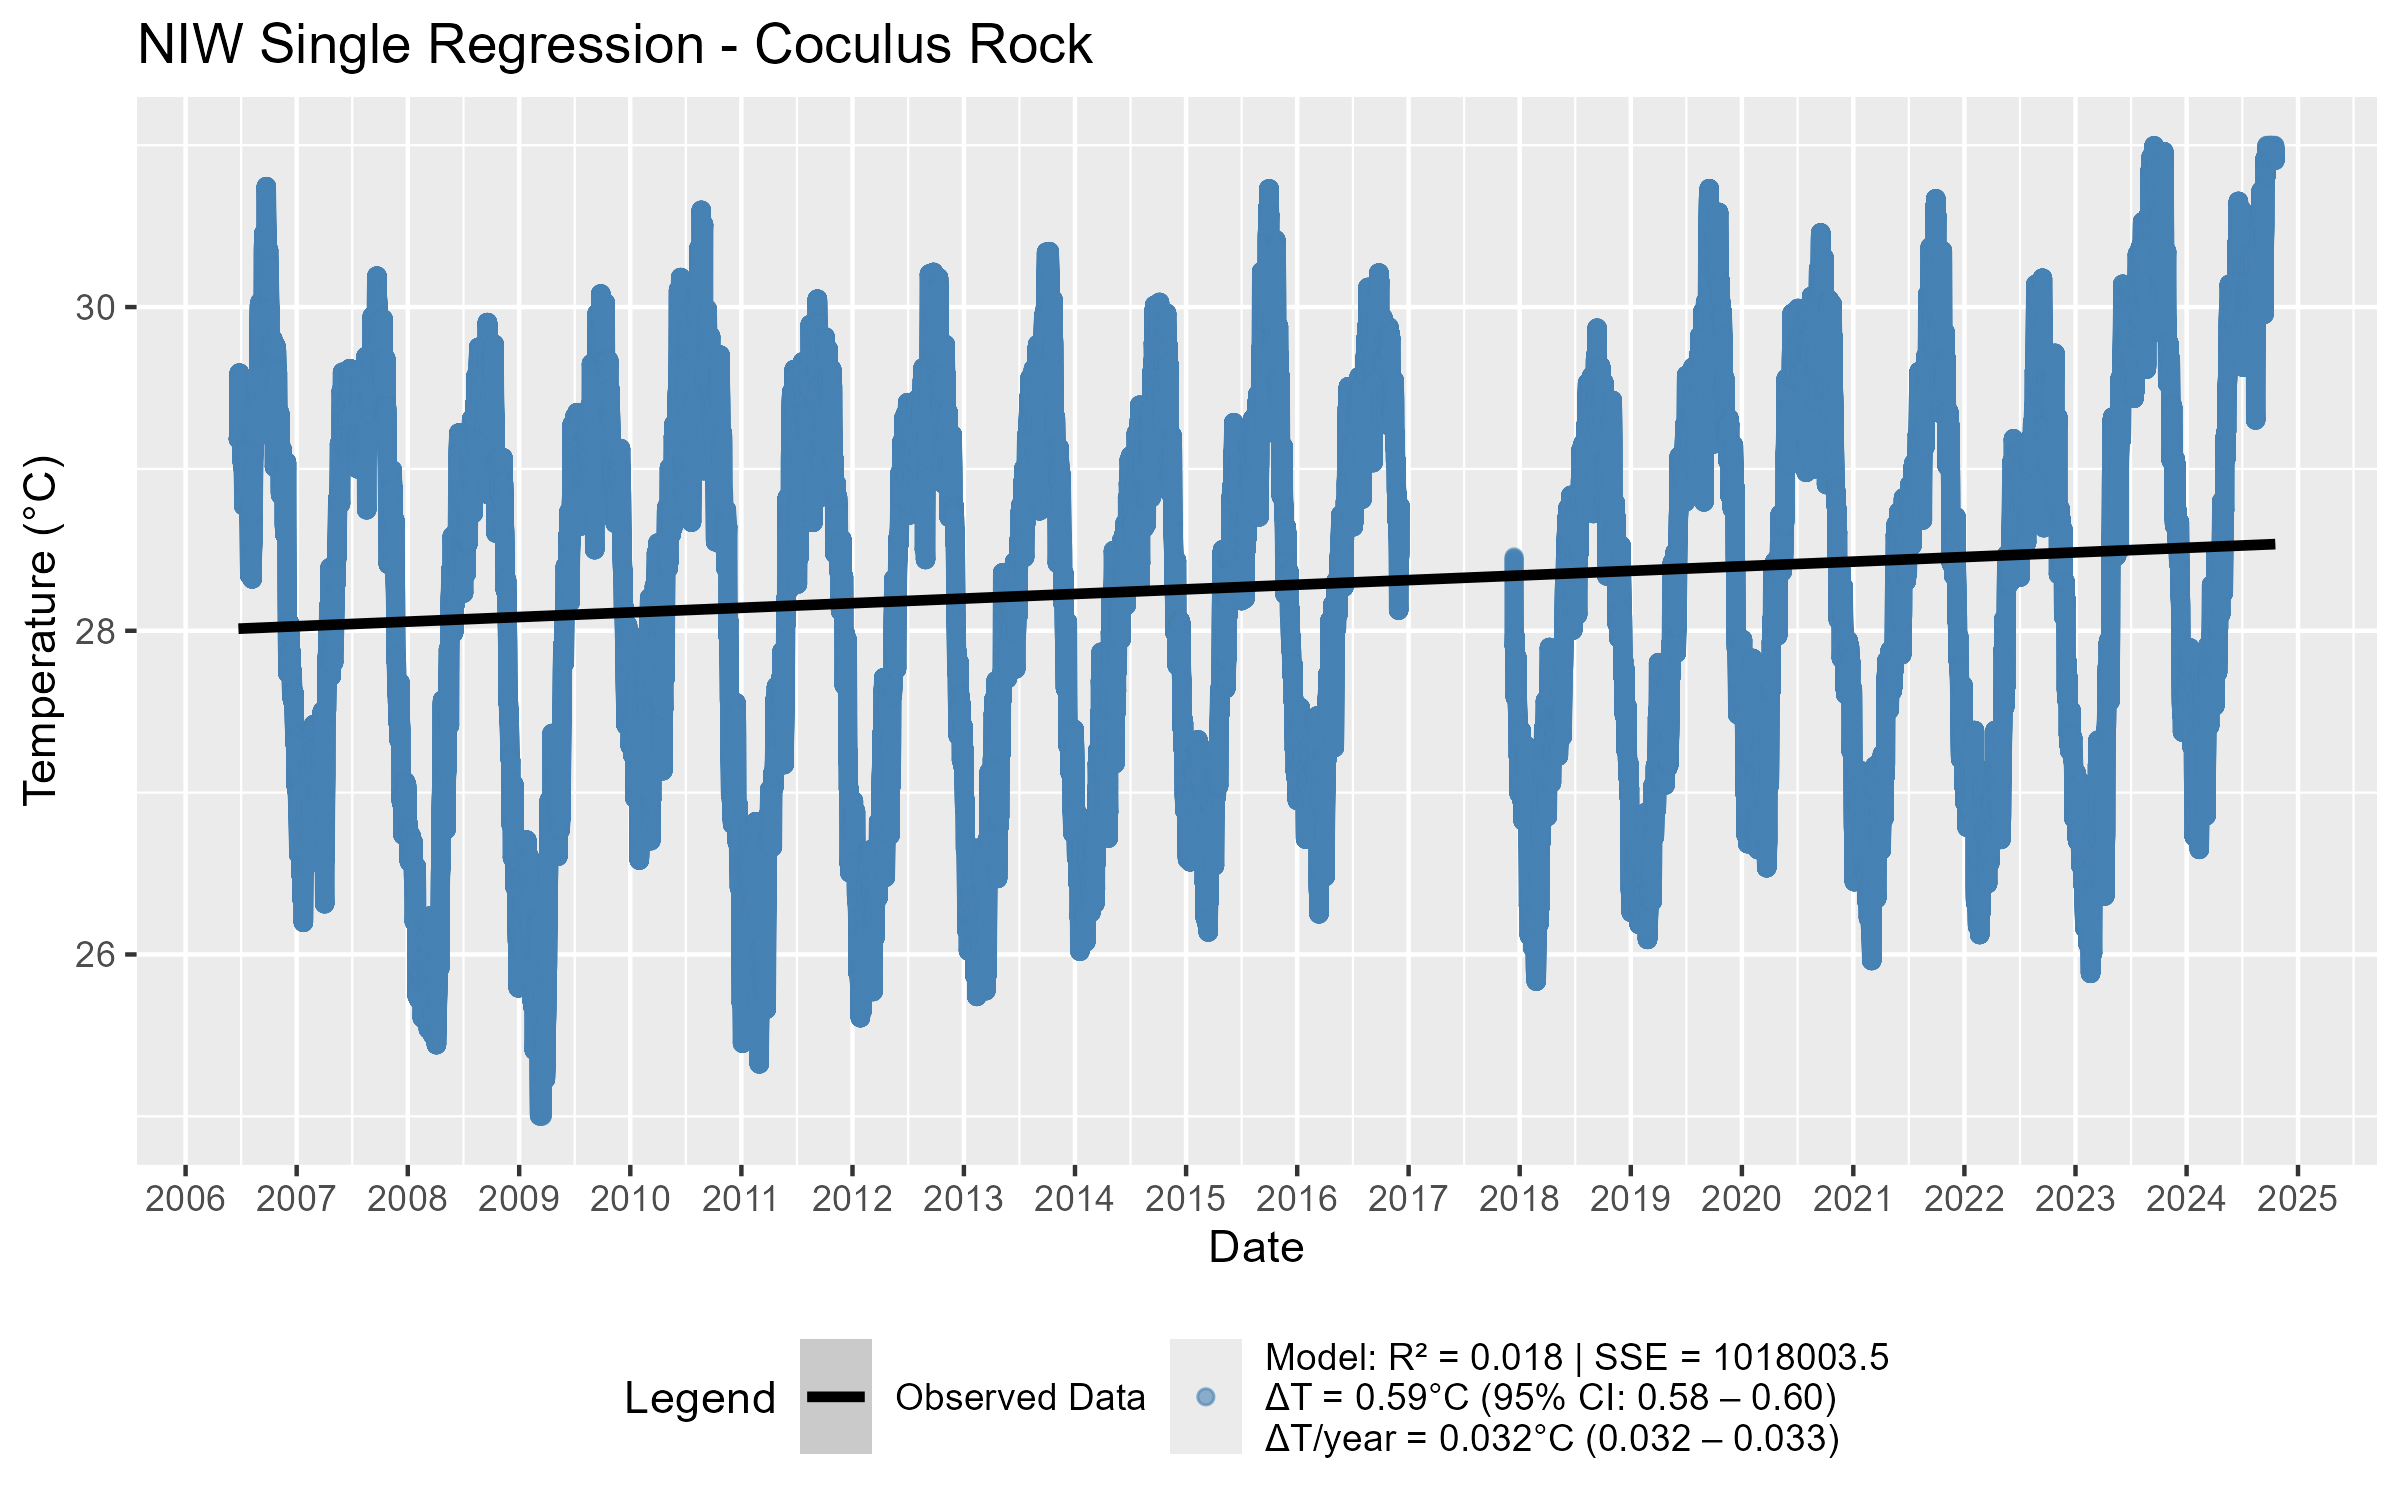 NIW Single Regression - Coculus Rock
Temperature (°C)
30
28
26
2006 2007 2008 2009 2010 2011 2012 2013 2014 2015 2016 2017 2018 2019 2020 2021 2022 2023 2024 2025
Date
Legend
Observed Data
Model: R² = 0.018 | SSE = 1018003.5
ΔT = 0.59°C (95% CI: 0.58 – 0.60)
ΔT/year = 0.032°C (0.032 – 0.033)